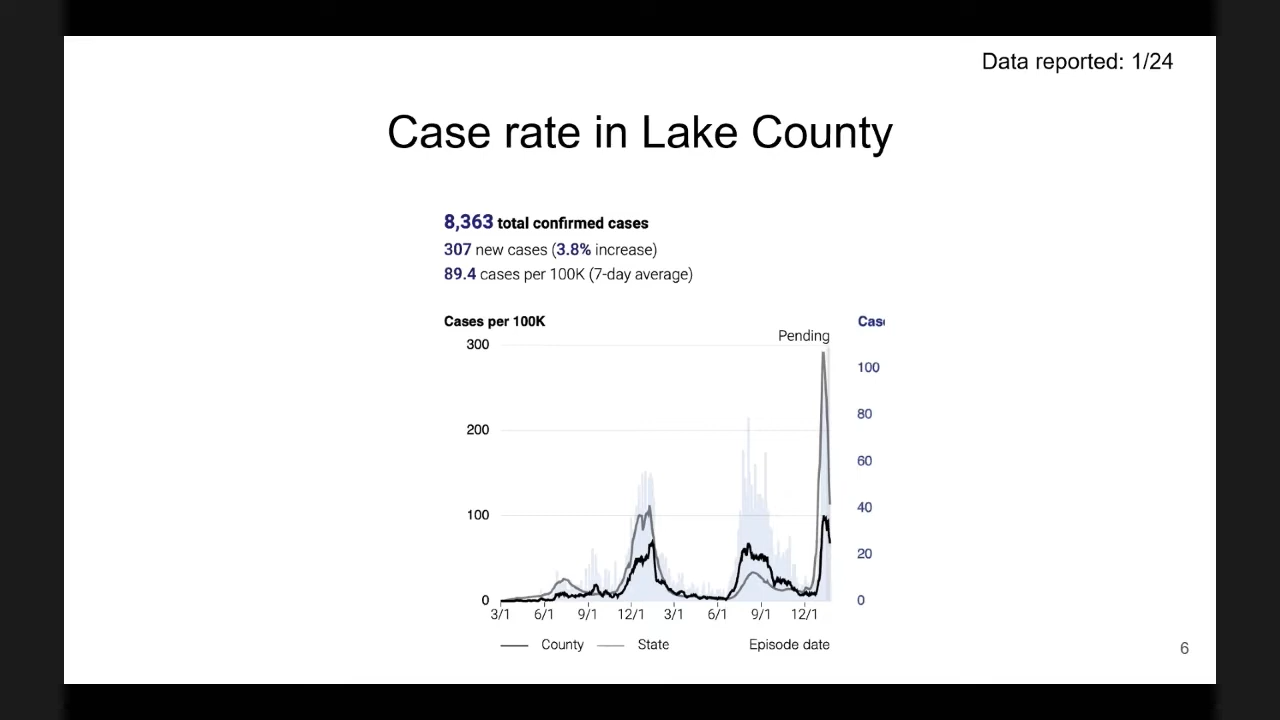 Data reported: 1/24
Case rate in Lake County
8,363 total confirmed cases
307 new cases (3.8% increase)
89.4 cases per 100K (7-day average)
Cases per 100K
Pending
300
200
100
0
3/1 6/1 9/1 12/1 3/1 6/1 9/1 12/1
County State Episode date
Case
100
80
60
40
20
0
6